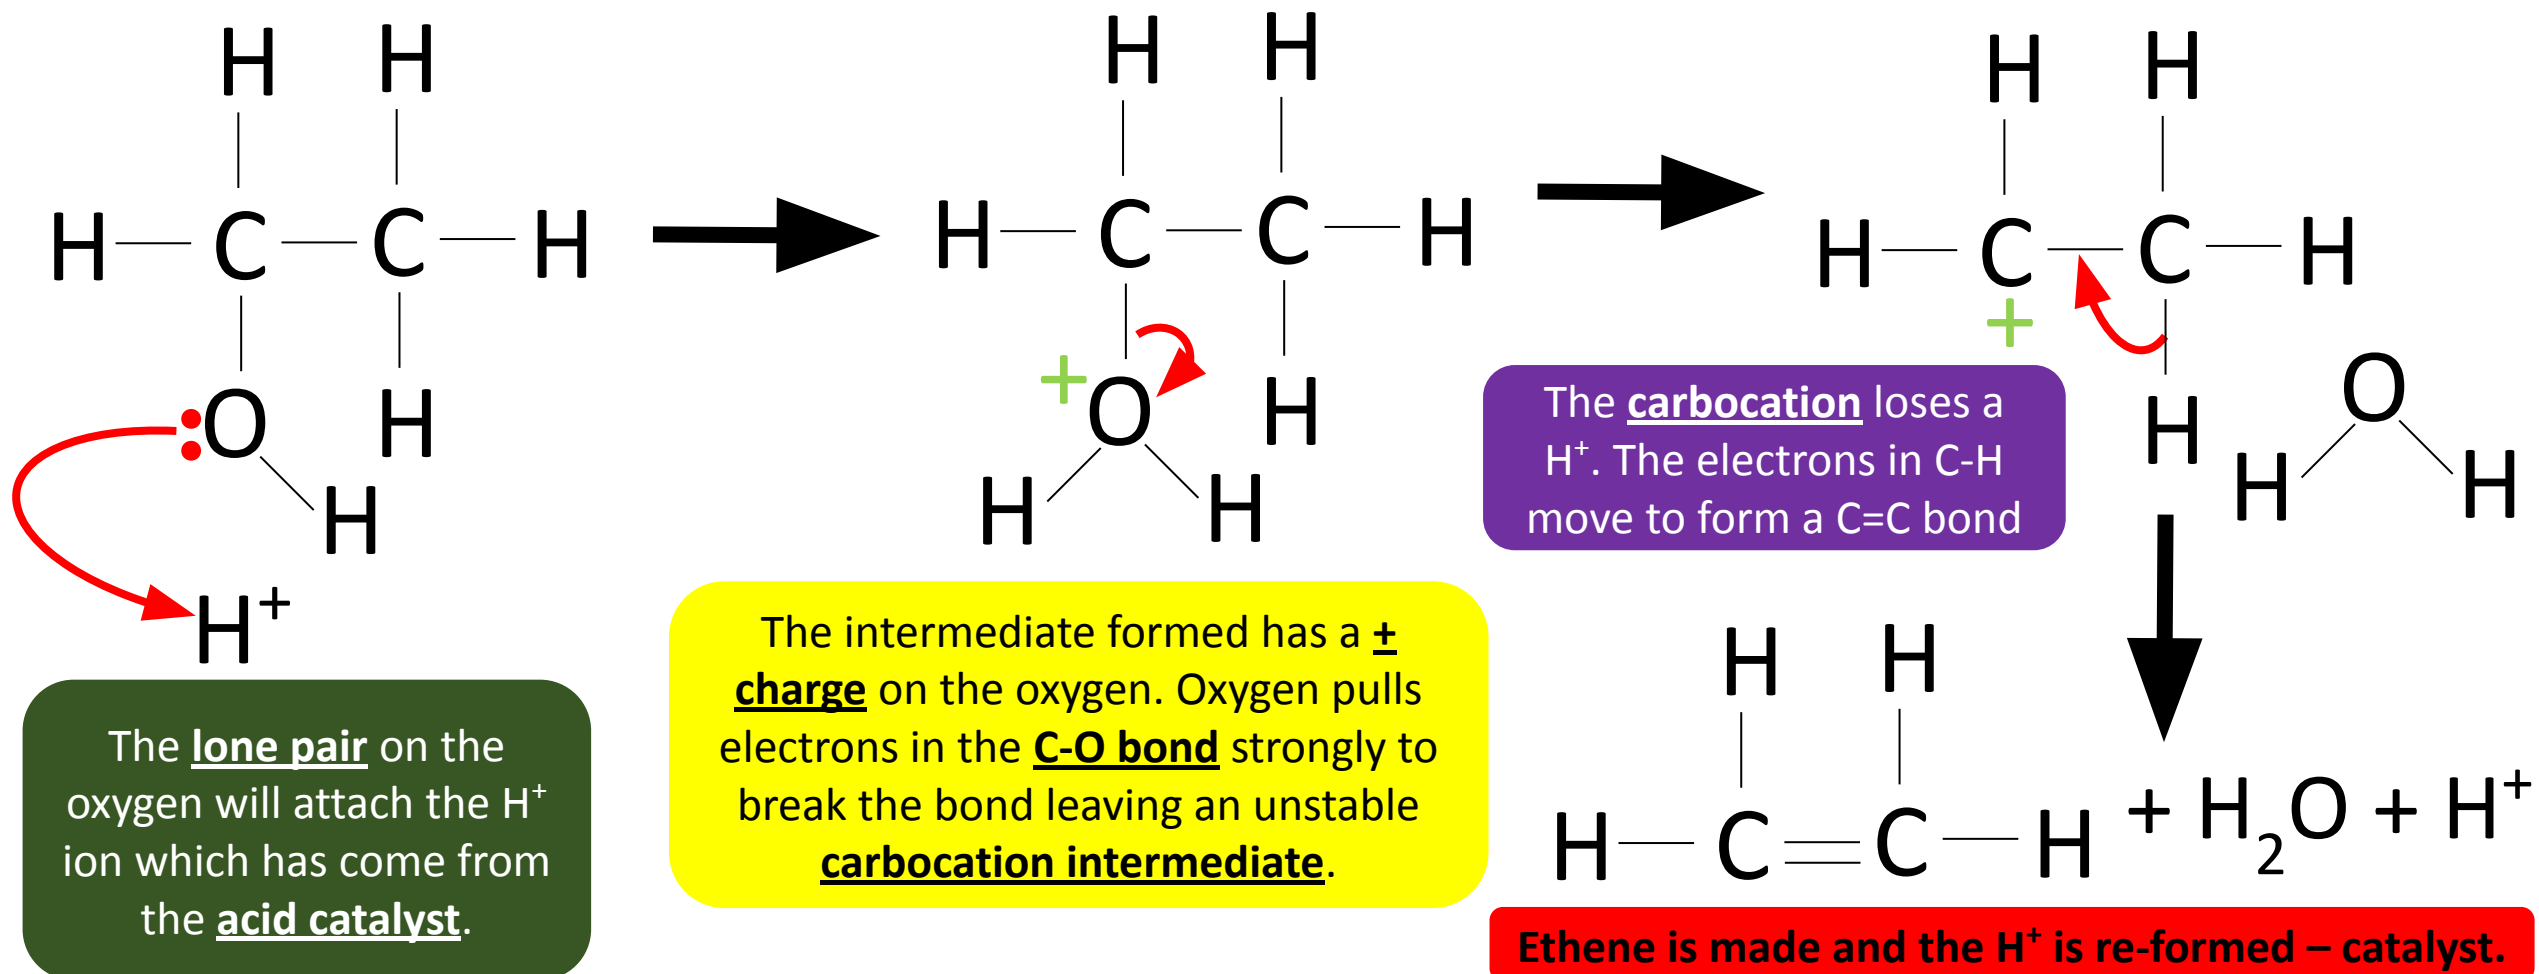 H H
H C C H
O H
H
H+
The lone pair on the
oxygen will attach the H+
ion which has come from
the acid catalyst.
H H
H C C H
+
O H
H H
The intermediate formed has a +
charge on the oxygen. Oxygen pulls
electrons in the C-O bond strongly to
break the bond leaving an unstable
carbocation intermediate.
H H
H C C H
+
H
O
H H
The carbocation loses a
H+. The electrons in C-H
move to form a C=C bond
H H
H C C H + H2O + H+
Ethene is made and the H+ is re-formed – catalyst.